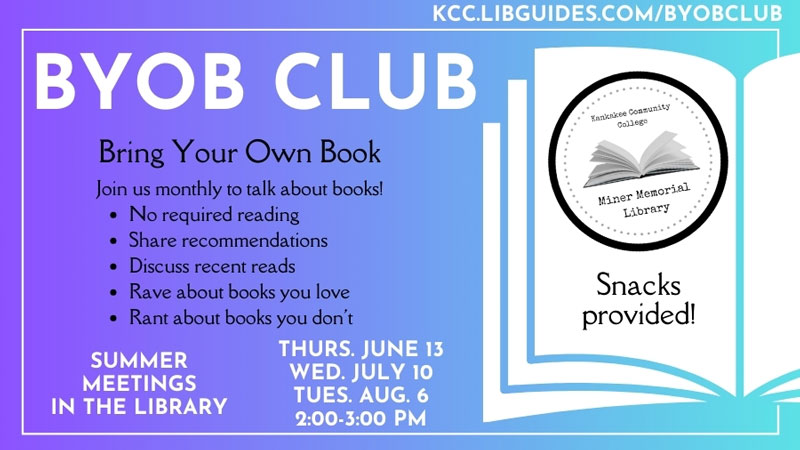 KCC.LIBGUIDES.COM/BYOBCLUB
BYOB CLUB
Bring Your Own Book
Join us monthly to talk about books!
• No required reading
• Share recommendations
• Discuss recent reads
• Rave about books you love
• Rant about books you don't
SUMMER
MEETINGS
IN THE LIBRARY
THURS. JUNE 13
WED. JULY 10
TUES. AUG. 6
2:00-3:00 PM
Kankakee Community
College
Miner Memorial
Library
Snacks
provided!